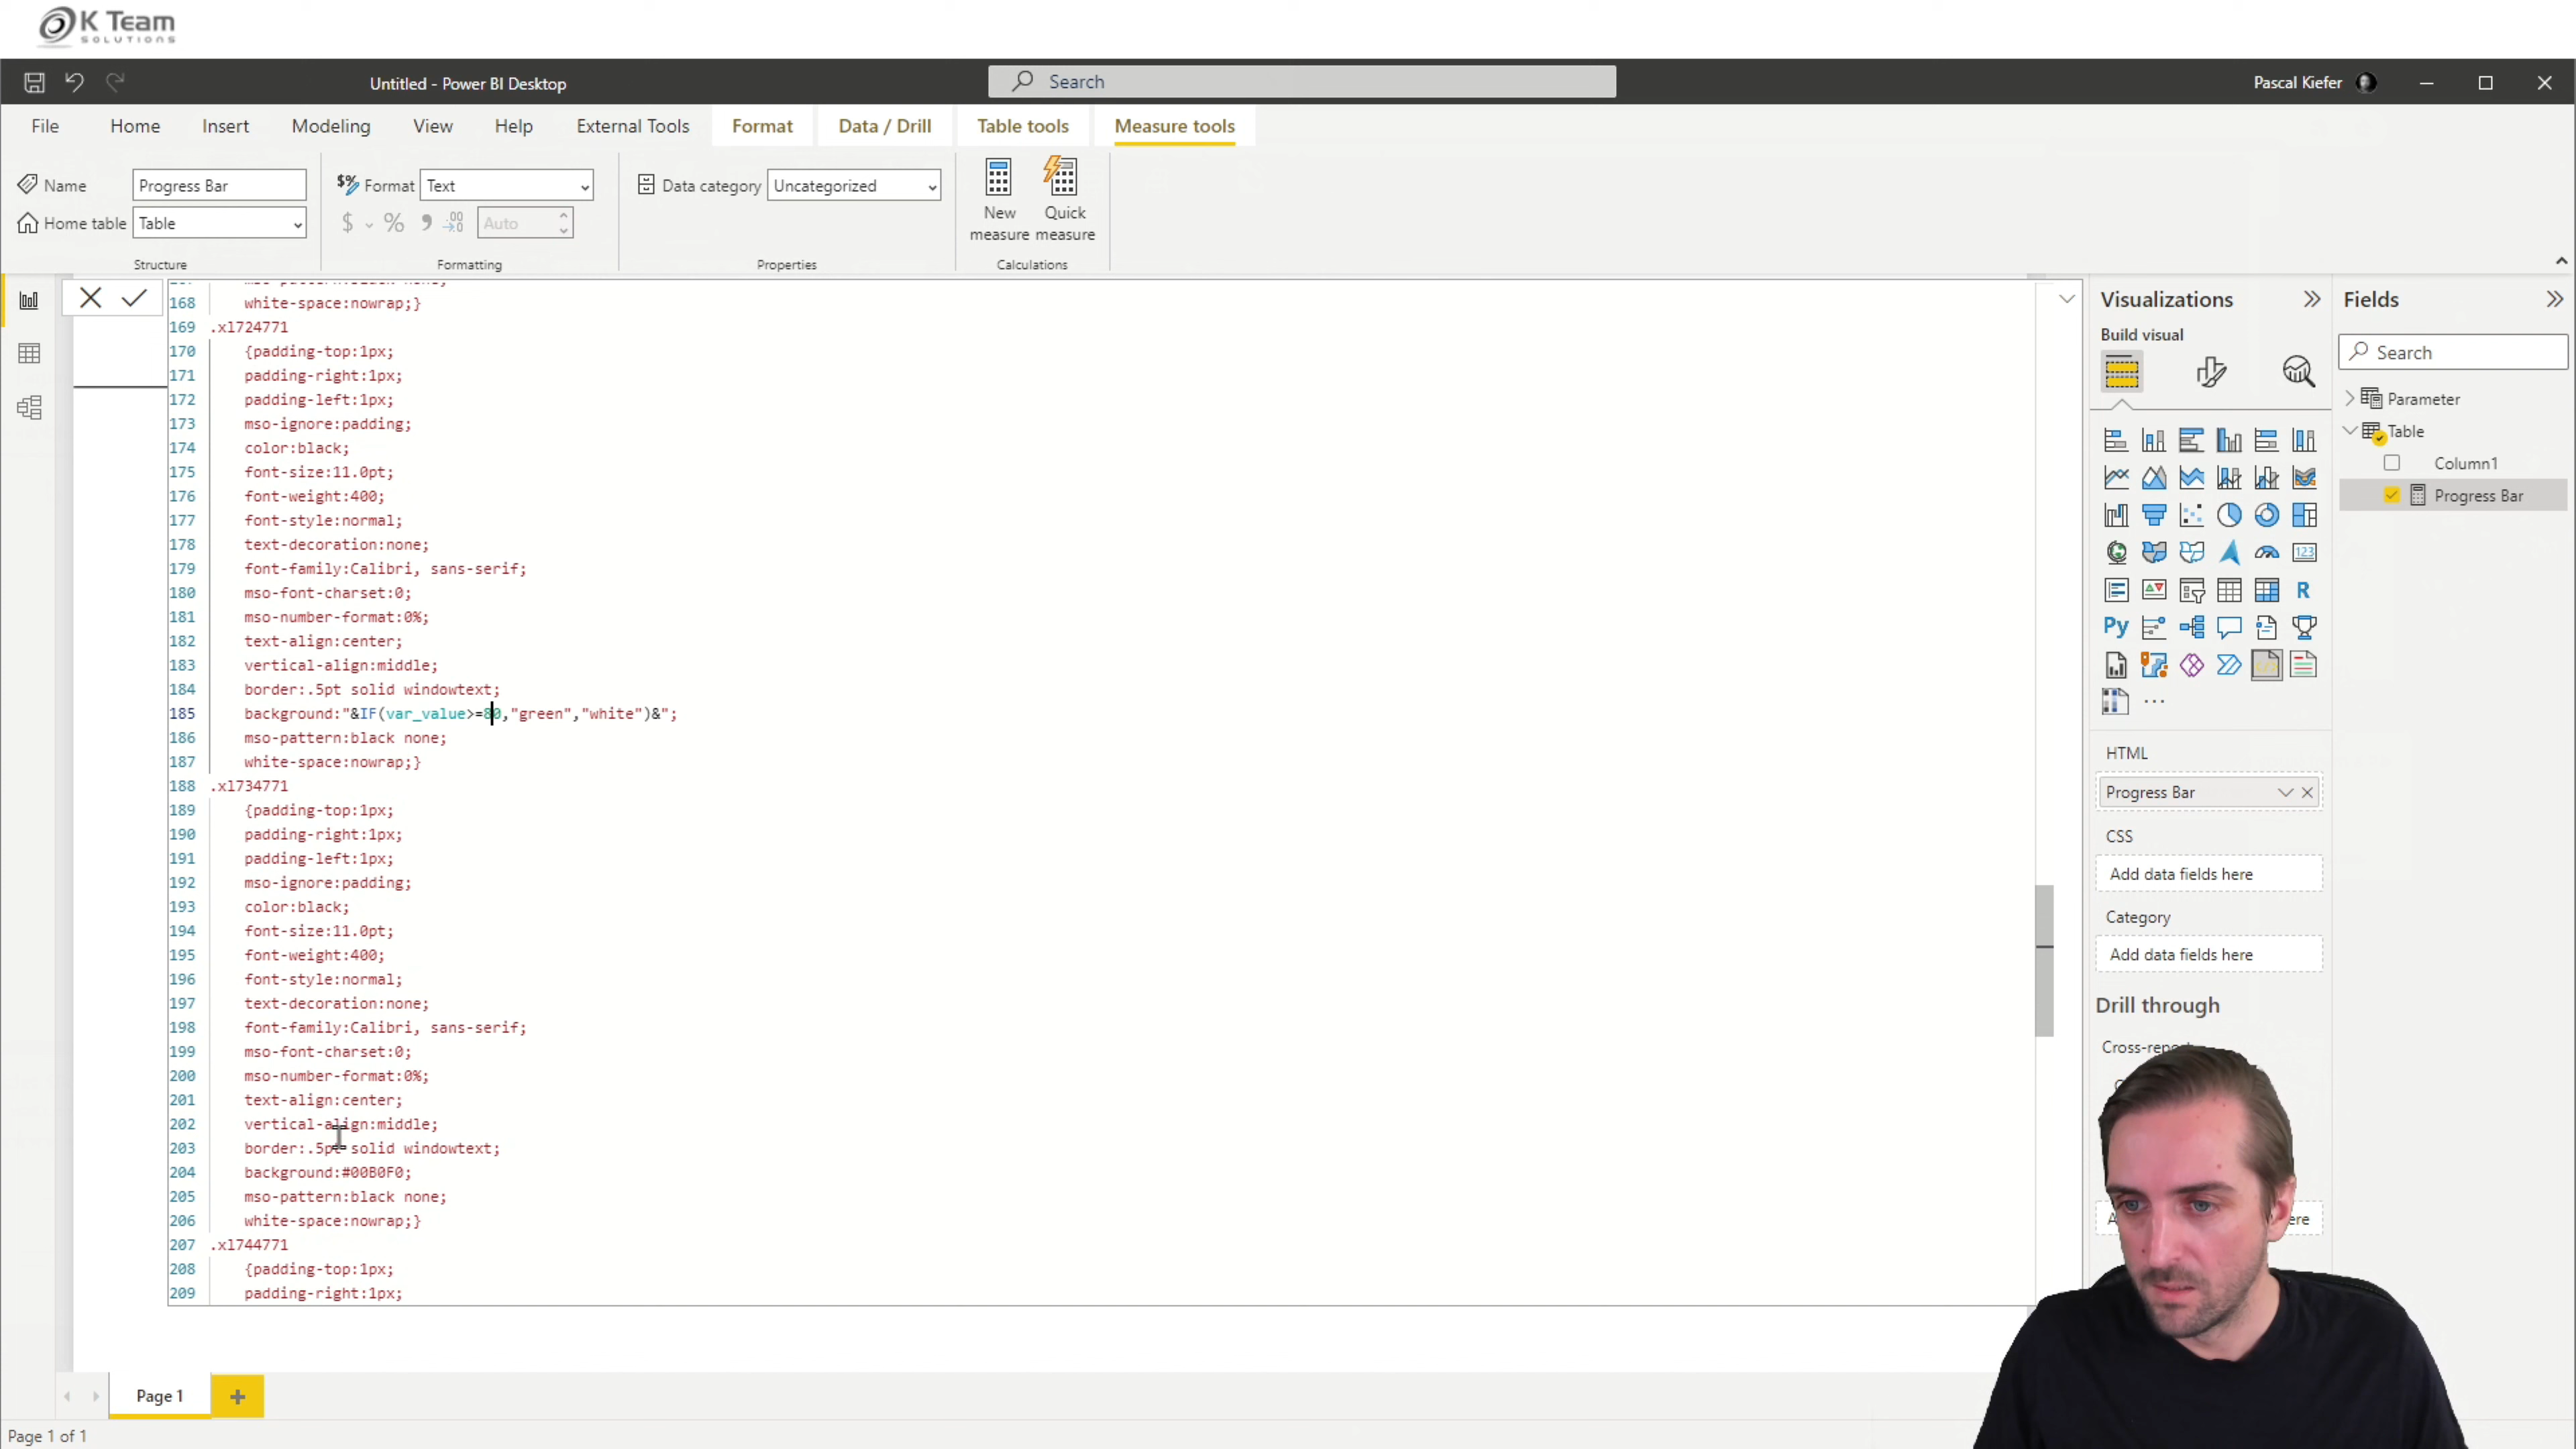 K Team
SOLUTIONS
Untitled - Power BI Desktop
Search
Pascal Kiefer
File
Home
Insert
Modeling
View
Help
External Tools
Format
Data / Drill
Table tools
Measure tools
Name
Progress Bar
Home table
Table
Structure
$% Format
Text
$ % , .00
Auto
Formatting
Data category
Uncategorized
Properties
New measure
Quick measure
Calculations
168 white-space:nowrap;}
169 .xl724771
170 {padding-top:1px;
171 padding-right:1px;
172 padding-left:1px;
173 mso-ignore:padding;
174 color:black;
175 font-size:11.0pt;
176 font-weight:400;
177 font-style:normal;
178 text-decoration:none;
179 font-family:Calibri, sans-serif;
180 mso-font-charset:0;
181 mso-number-format:0%;
182 text-align:center;
183 vertical-align:middle;
184 border:.5pt solid windowtext;
185 background:"&IF(var_value>=80,"green","white")&";
186 mso-pattern:black none;
187 white-space:nowrap;}
188 .xl734771
189 {padding-top:1px;
190 padding-right:1px;
191 padding-left:1px;
192 mso-ignore:padding;
193 color:black;
194 font-size:11.0pt;
195 font-weight:400;
196 font-style:normal;
197 text-decoration:none;
198 font-family:Calibri, sans-serif;
199 mso-font-charset:0;
200 mso-number-format:0%;
201 text-align:center;
202 vertical-align:middle;
203 border:.5pt solid windowtext;
204 background:#00B0F0;
205 mso-pattern:black none;
206 white-space:nowrap;}
207 .xl744771
208 {padding-top:1px;
209 padding-right:1px;
Visualizations
Build visual
123
R
Py
HTML
Progress Bar
CSS
Add data fields here
Category
Add data fields here
Drill through
Fields
Search
Parameter
Table
Column1
Progress Bar
Page 1
Page 1 of 1